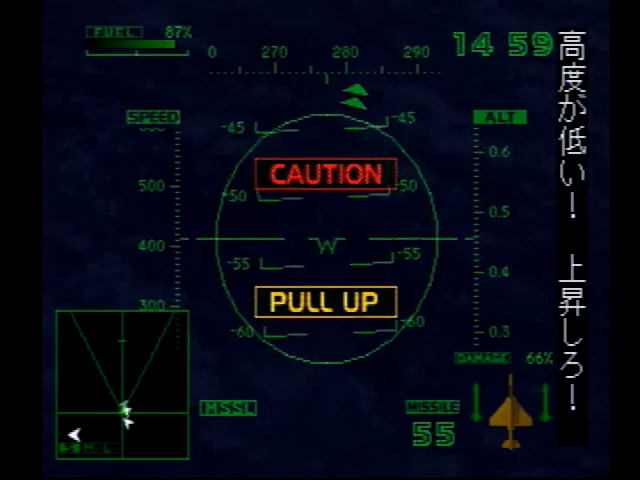 FUEL 87%
0 270 280 290
14 59
SPEED
500
400
300
ALT
0.6
0.5
0.4
0.3
-45 -45
CAUTION
-50 -50
-55 -55
PULL UP
-60 -60
DAMAGE 66%
MSSL
MISSILE
55
高度が低い! 上昇しろ!